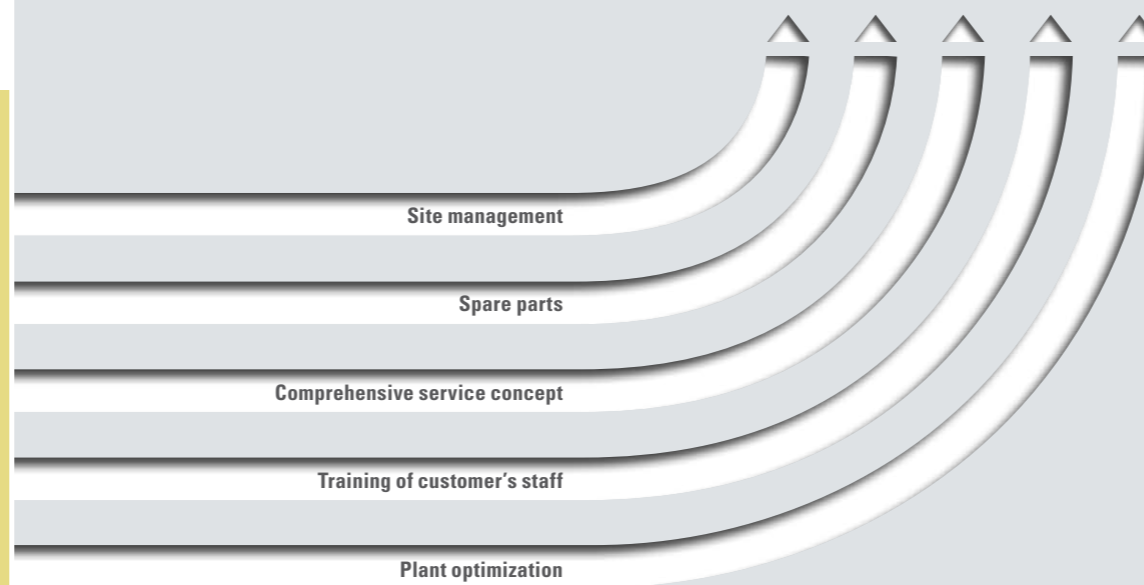 Site management
Spare parts
Comprehensive service concept
Training of customer’s staff
Plant optimization